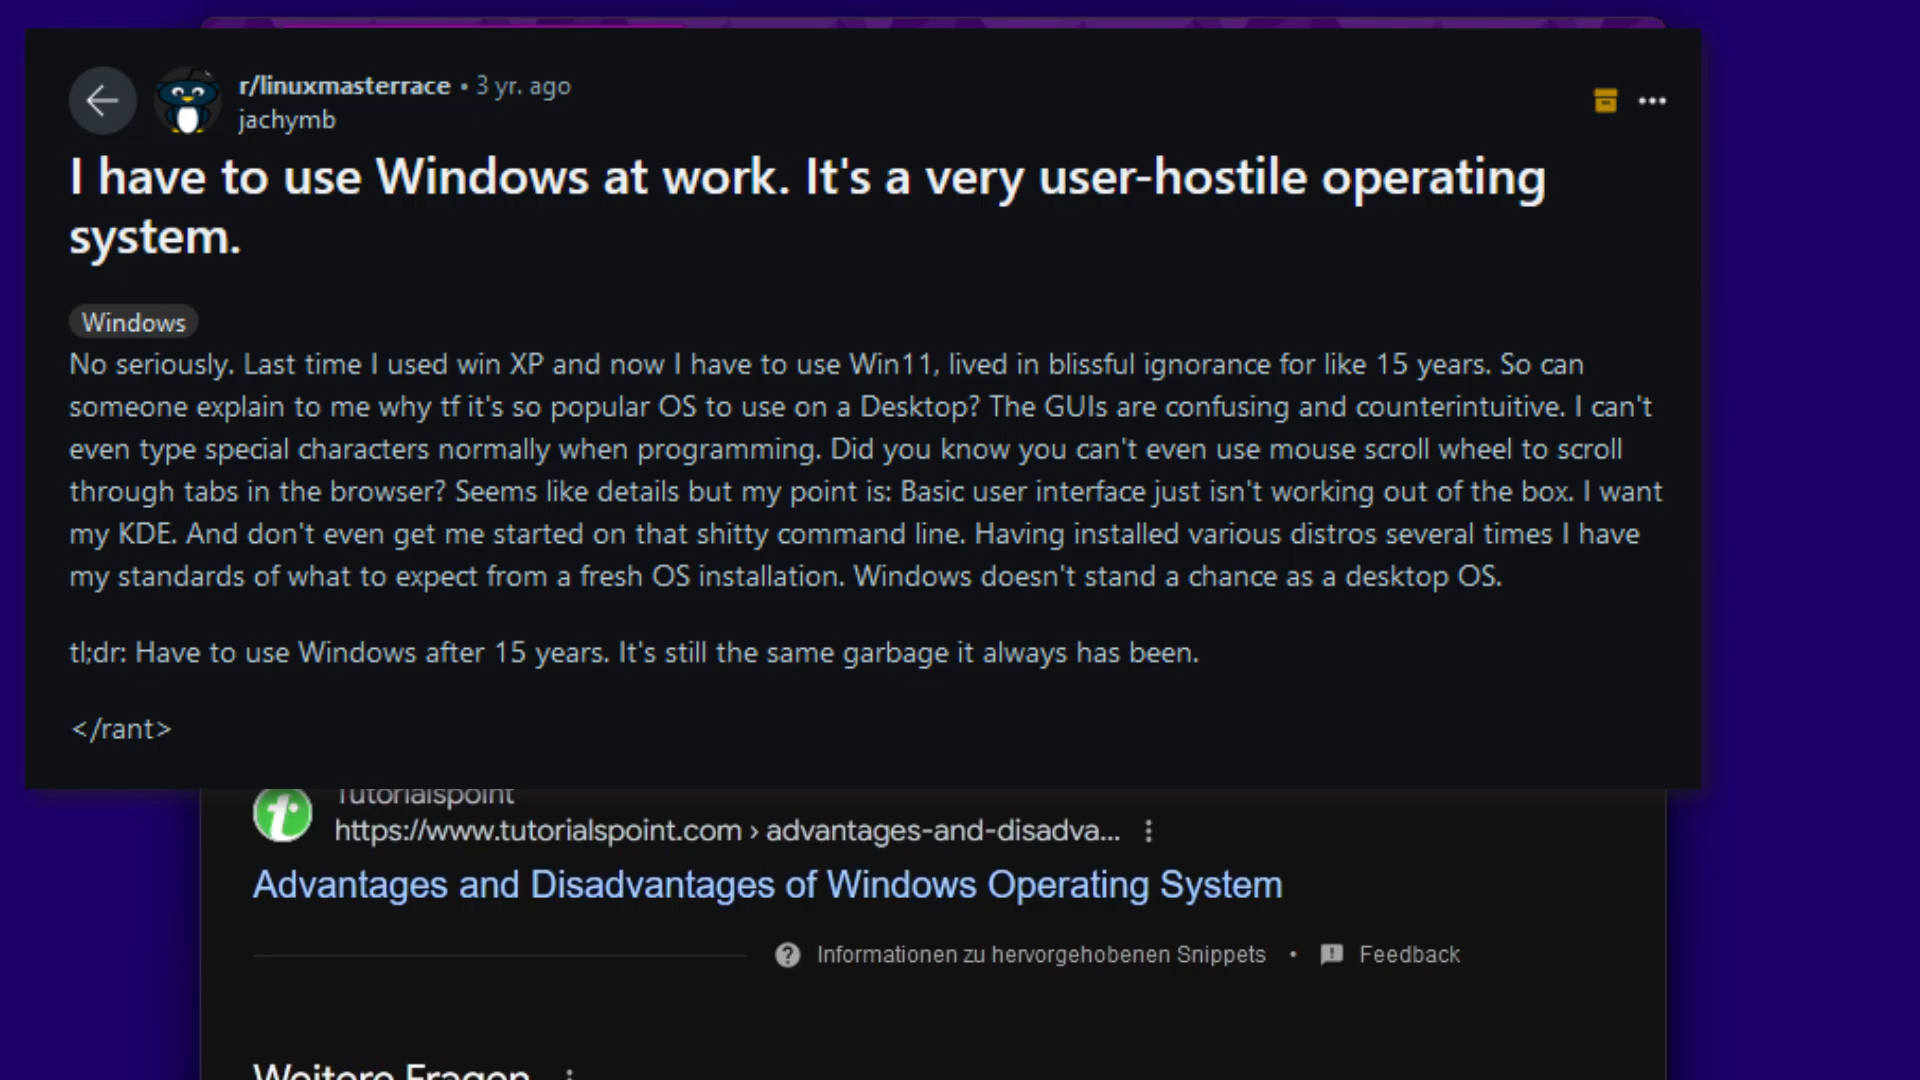 r/linuxmasterrace • 3 yr. ago
jachymb
I have to use Windows at work. It's a very user-hostile operating
system.
Windows
No seriously. Last time I used win XP and now I have to use Win11, lived in blissful ignorance for like 15 years. So can
someone explain to me why tf it's so popular OS to use on a Desktop? The GUIs are confusing and counterintuitive. I can't
even type special characters normally when programming. Did you know you can't even use mouse scroll wheel to scroll
through tabs in the browser? Seems like details but my point is: Basic user interface just isn't working out of the box. I want
my KDE. And don't even get me started on that shitty command line. Having installed various distros several times I have
my standards of what to expect from a fresh OS installation. Windows doesn't stand a chance as a desktop OS.
tl;dr: Have to use Windows after 15 years. It's still the same garbage it always has been.
</rant>
Tutorialspoint
https://www.tutorialspoint.com › advantages-and-disadva...
Advantages and Disadvantages of Windows Operating System
Informationen zu hervorgehobenen Snippets • Feedback
Weitere Fragen